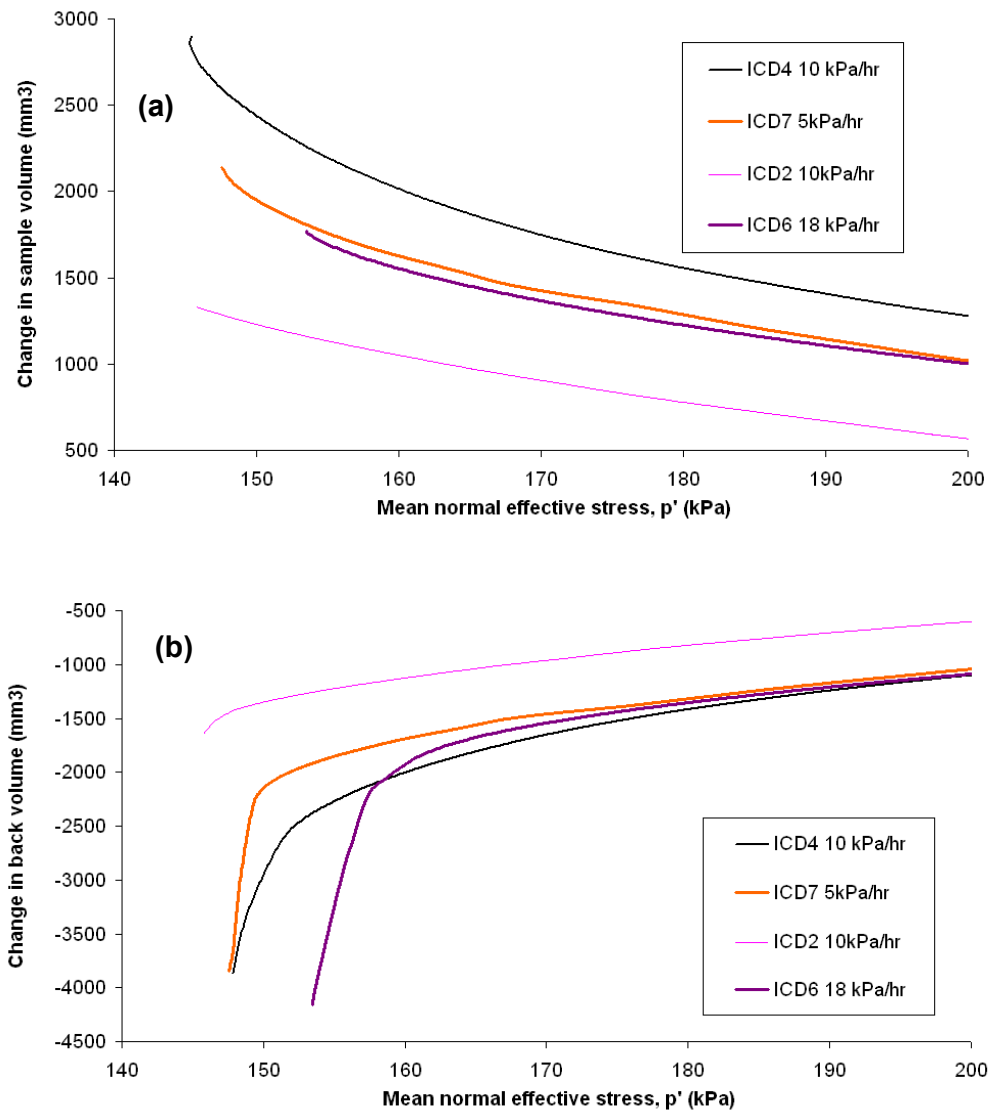 3000
2500
2000
1500
1000
500
Change in sample volume (mm3)
(a)
ICD4 10 kPa/hr
ICD7 5kPa/hr
ICD2 10kPa/hr
ICD6 18 kPa/hr
140 150 160 170 180 190 200
Mean normal effective stress, p' (kPa)
-500
-1000
-1500
-2000
-2500
-3000
-3500
-4000
-4500
Change in back volume (mm3)
(b)
ICD4 10 kPa/hr
ICD7 5kPa/hr
ICD2 10kPa/hr
ICD6 18 kPa/hr
140 150 160 170 180 190 200
Mean normal effective stress, p' (kPa)